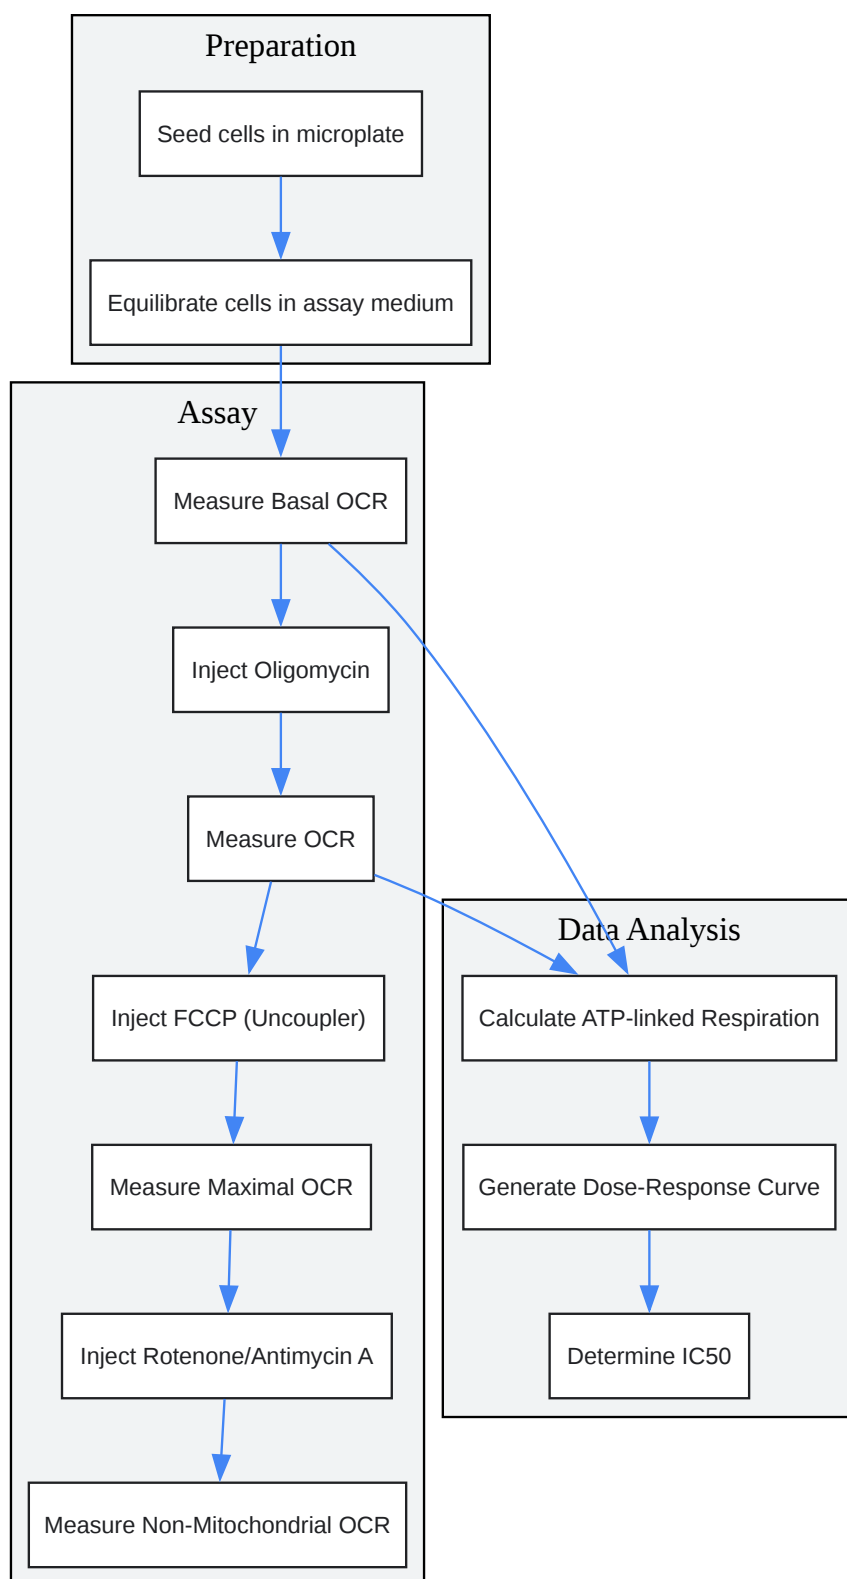 Preparation
Seed cells in microplate
Equilibrate cells in assay medium
Assay
Measure Basal OCR
Inject Oligomycin
Measure OCR
Inject FCCP (Uncoupler)
Measure Maximal OCR
Inject Rotenone/Antimycin A
Measure Non-Mitochondrial OCR
Data Analysis
Calculate ATP-linked Respiration
Generate Dose-Response Curve
Determine IC50